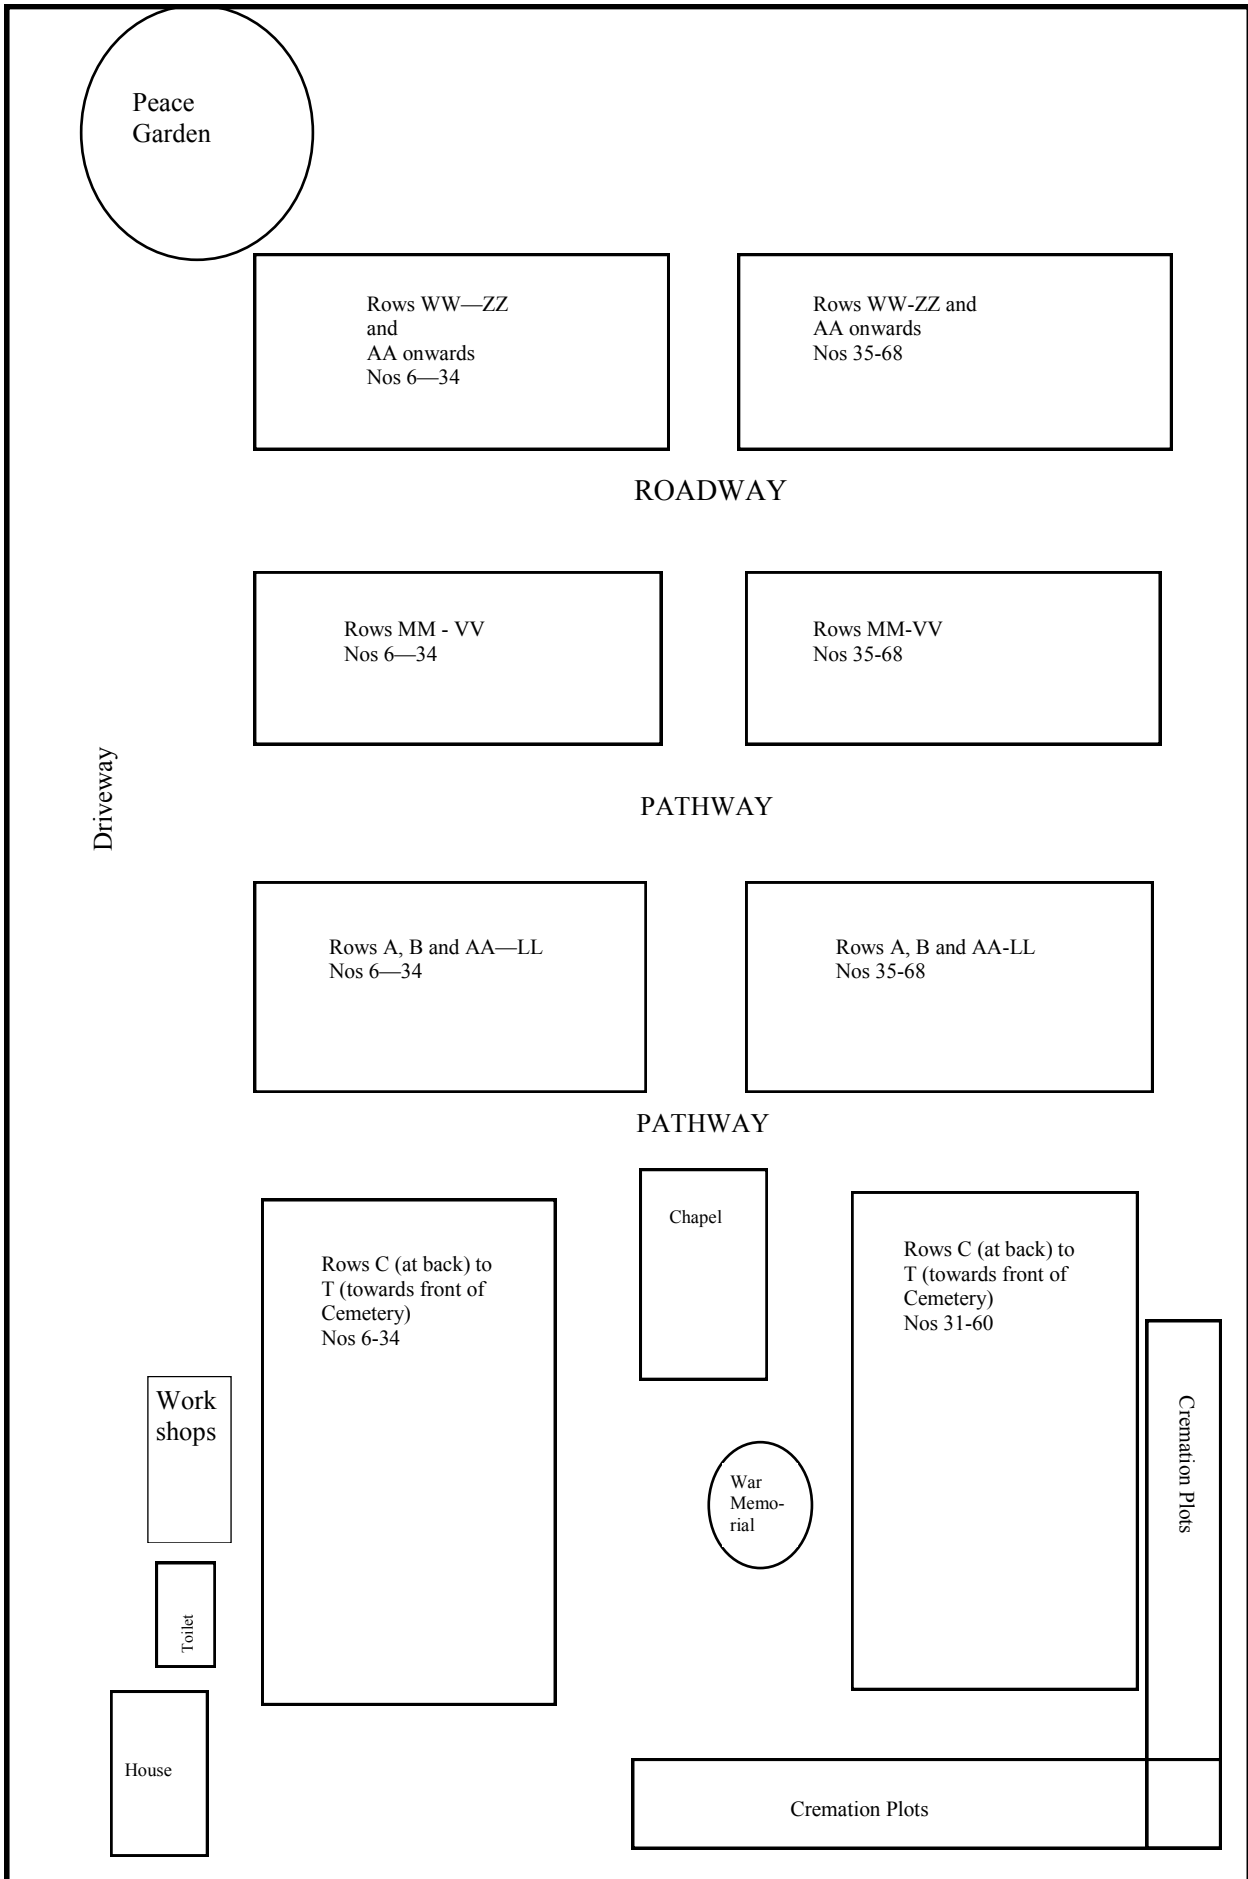 Peace
Garden
Rows WW—ZZ
and
AA onwards
Nos 6—34
Rows WW-ZZ and
AA onwards
Nos 35-68
ROADWAY
Rows MM - VV
Nos 6—34
Rows MM-VV
Nos 35-68
Driveway
PATHWAY
Rows A, B and AA—LL
Nos 6—34
Rows A, B and AA-LL
Nos 35-68
PATHWAY
Chapel
Rows C (at back) to
T (towards front of
Cemetery)
Nos 6-34
Rows C (at back) to
T (towards front of
Cemetery)
Nos 31-60
Work
shops
Cremation Plots
War
Memo-
rial
Toilet
House
Cremation Plots